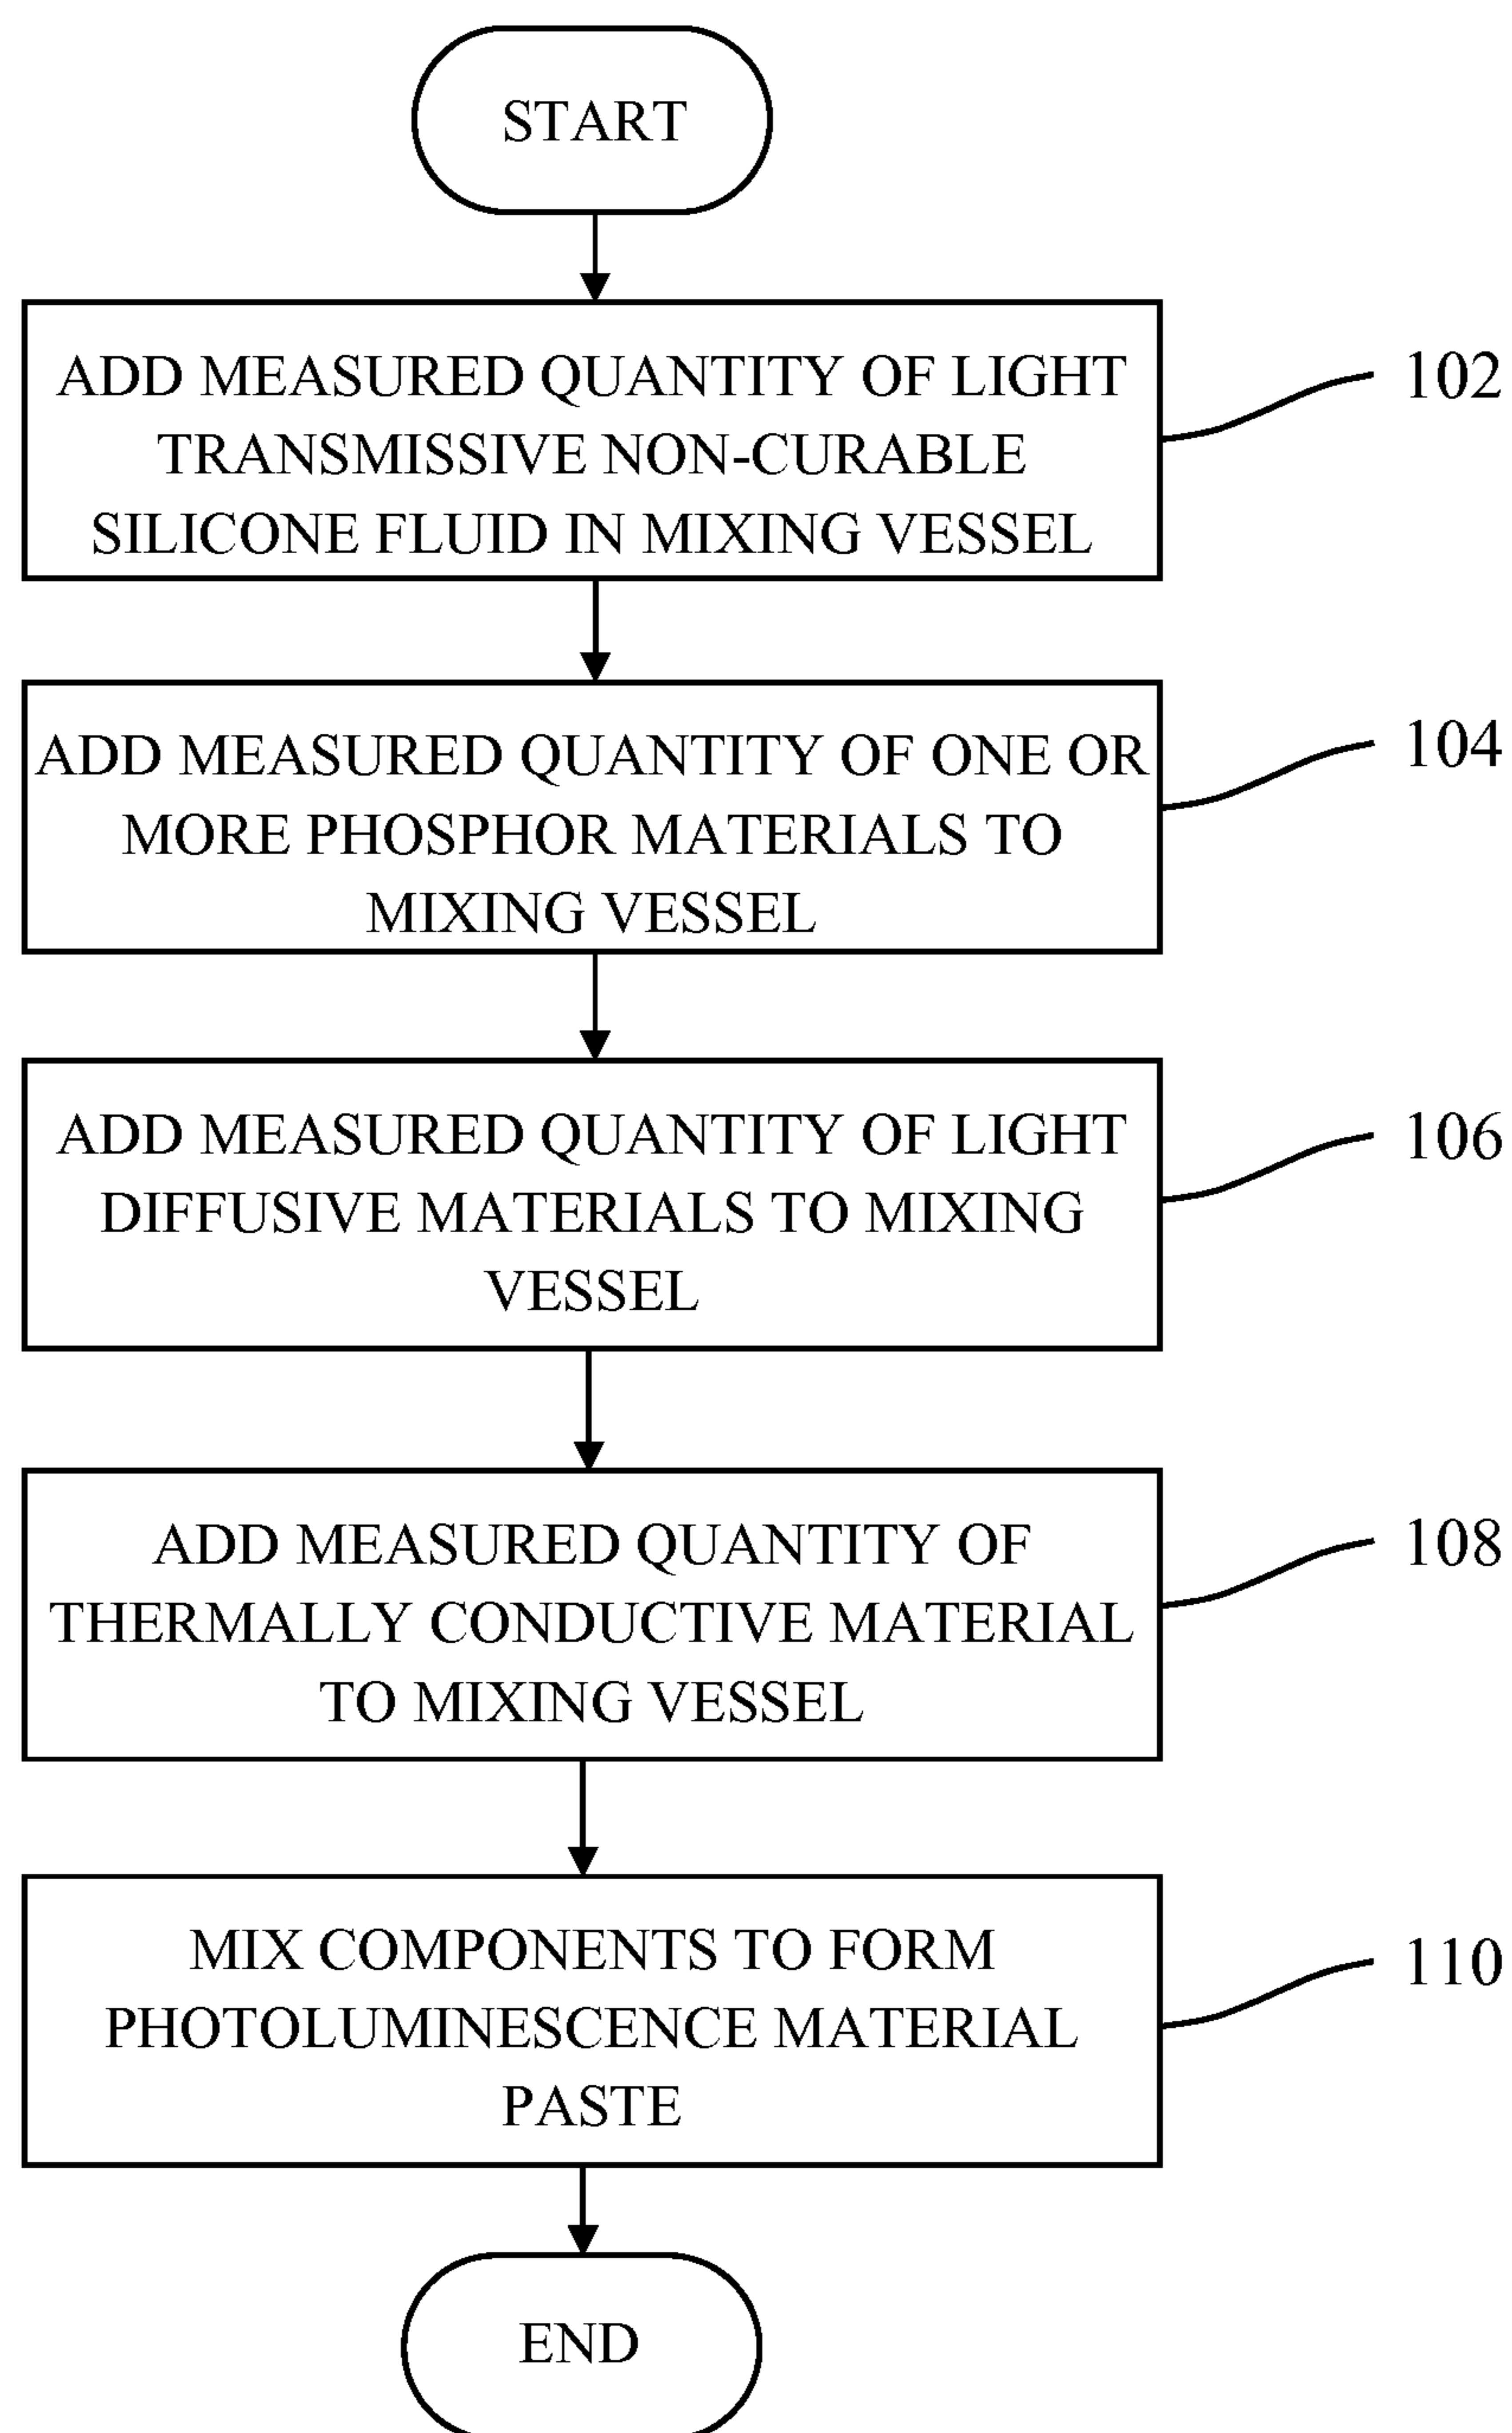 START
ADD MEASURED QUANTITY OF LIGHT
TRANSMISSIVE NON-CURABLE
SILICONE FLUID IN MIXING VESSEL
102
ADD MEASURED QUANTITY OF ONE OR
MORE PHOSPHOR MATERIALS TO
MIXING VESSEL
104
ADD MEASURED QUANTITY OF LIGHT
DIFFUSIVE MATERIALS TO MIXING
VESSEL
106
ADD MEASURED QUANTITY OF
THERMALLY CONDUCTIVE MATERIAL
TO MIXING VESSEL
108
MIX COMPONENTS TO FORM
PHOTOLUMINESCENCE MATERIAL
PASTE
110
END